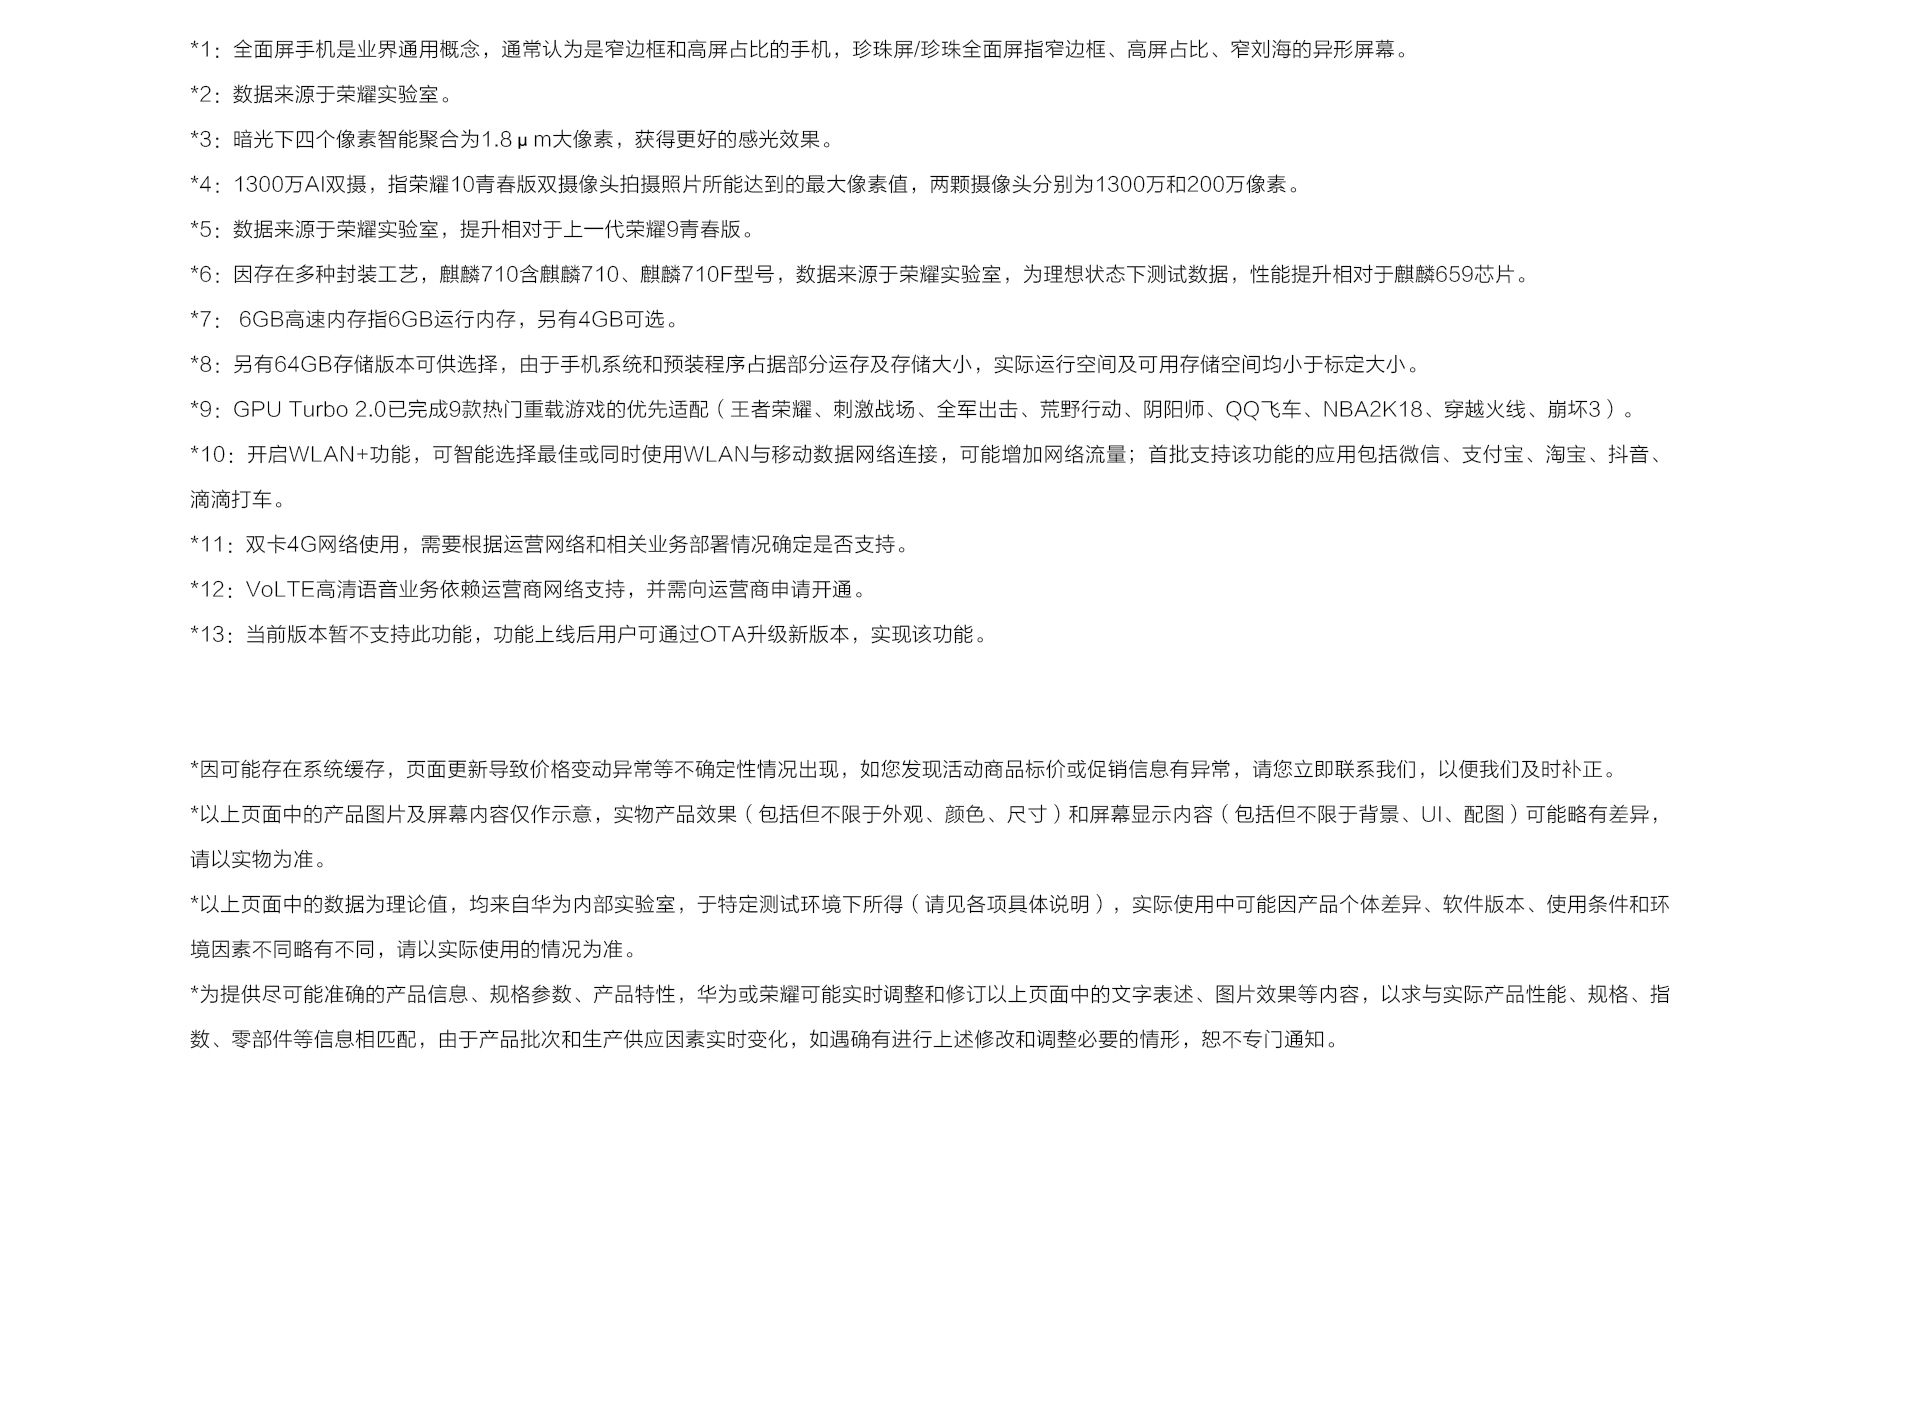 *1：全面屏手机是业界通用概念，通常认为是窄边框和高屏占比的手机，珍珠屏/珍珠全面屏指窄边框、高屏占比、窄刘海的异形屏幕。
*2：数据来源于荣耀实验室。
*3：暗光下四个像素智能聚合为1.8μm大像素，获得更好的感光效果。
*4：1300万AI双摄，指荣耀10青春版双摄像头拍摄照片所能达到的最大像素值，两颗摄像头分别为1300万和200万像素。
*5：数据来源于荣耀实验室，提升相对于上一代荣耀9青春版。
*6：因存在多种封装工艺，麒麟710含麒麟710、麒麟710F型号，数据来源于荣耀实验室，为理想状态下测试数据，性能提升相对于麒麟659芯片。
*7： 6GB高速内存指6GB运行内存，另有4GB可选。
*8：另有64GB存储版本可供选择，由于手机系统和预装程序占据部分运存及存储大小，实际运行空间及可用存储空间均小于标定大小。
*9：GPU Turbo 2.0已完成9款热门重载游戏的优先适配（王者荣耀、刺激战场、全军出击、荒野行动、阴阳师、QQ飞车、NBA2K18、穿越火线、崩坏3）。
*10：开启WLAN+功能，可智能选择最佳或同时使用WLAN与移动数据网络连接，可能增加网络流量；首批支持该功能的应用包括微信、支付宝、淘宝、抖音、
滴滴打车。
*11：双卡4G网络使用，需要根据运营网络和相关业务部署情况确定是否支持。
*12：VoLTE高清语音业务依赖运营商网络支持，并需向运营商申请开通。
*13：当前版本暂不支持此功能，功能上线后用户可通过OTA升级新版本，实现该功能。
*因可能存在系统缓存，页面更新导致价格变动异常等不确定性情况出现，如您发现活动商品标价或促销信息有异常，请您立即联系我们，以便我们及时补正。
*以上页面中的产品图片及屏幕内容仅作示意，实物产品效果（包括但不限于外观、颜色、尺寸）和屏幕显示内容（包括但不限于背景、UI、配图）可能略有差异，
请以实物为准。
*以上页面中的数据为理论值，均来自华为内部实验室，于特定测试环境下所得（请见各项具体说明），实际使用中可能因产品个体差异、软件版本、使用条件和环
境因素不同略有不同，请以实际使用的情况为准。
*为提供尽可能准确的产品信息、规格参数、产品特性，华为或荣耀可能实时调整和修订以上页面中的文字表述、图片效果等内容，以求与实际产品性能、规格、指
数、零部件等信息相匹配，由于产品批次和生产供应因素实时变化，如遇确有进行上述修改和调整必要的情形，恕不专门通知。